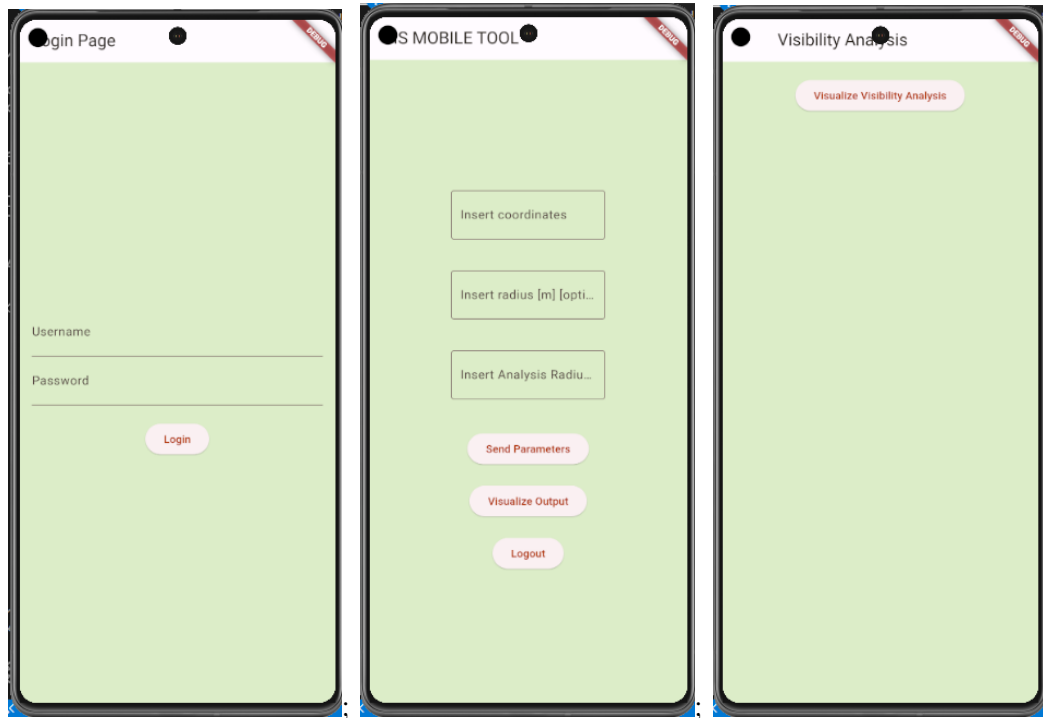 ogin Page
DEBUG
Username
Password
Login
;
S MOBILE TOOL
DEBUG
Insert coordinates
Insert radius [m] [opti...
Insert Analysis Radiu...
Send Parameters
Visualize Output
Logout
;
Visibility Analysis
DEBUG
Visualize Visibility Analysis